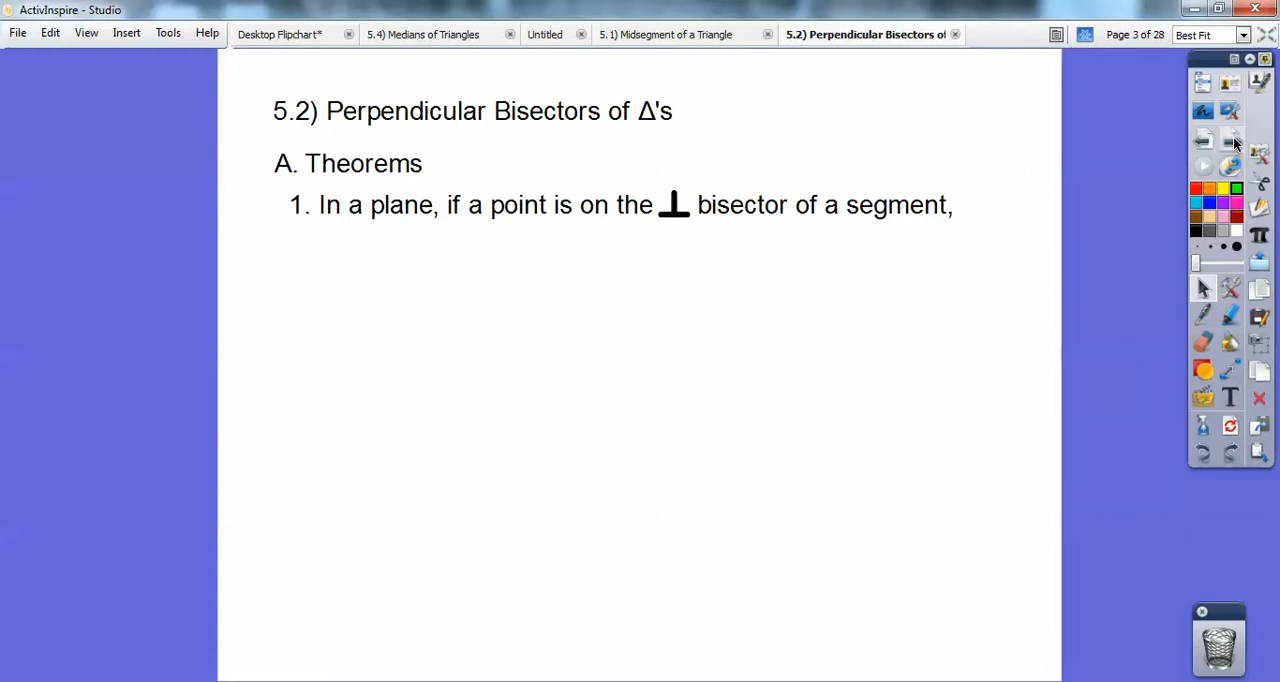 ActivInspire - Studio
File Edit View Insert Tools Help Desktop Flipchart* 5.4) Medians of Triangles Untitled 5.1) Midsegment of a Triangle 5.2) Perpendicular Bisectors of Page 3 of 28 Best Fit
5.2) Perpendicular Bisectors of Δ's
A. Theorems
1. In a plane, if a point is on the ⊥ bisector of a segment,